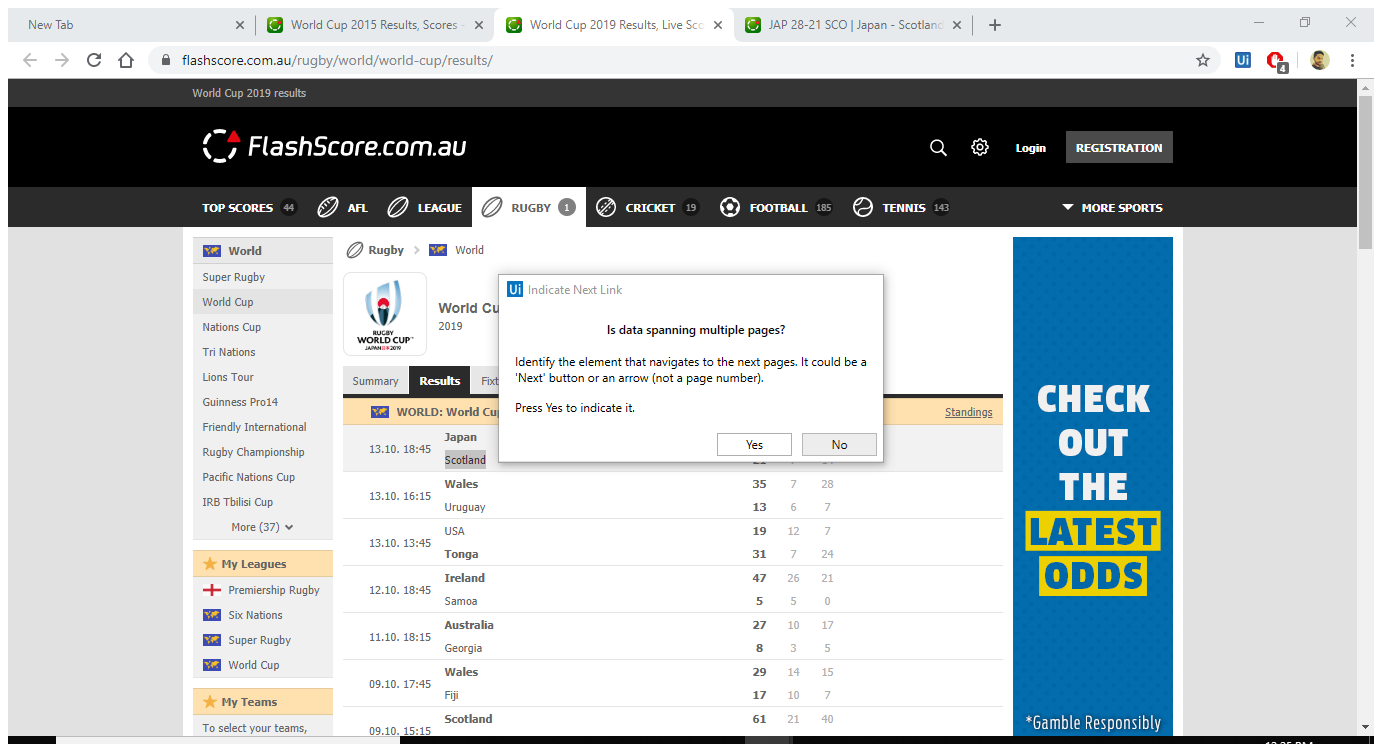 New Tab
World Cup 2015 Results, Scores -
World Cup 2019 Results, Live Sco
JAP 28-21 SCO | Japan - Scotland
flashscore.com.au/rugby/world/world-cup/results/
Ui
4
World Cup 2019 results
FlashScore.com.au
Login
REGISTRATION
TOP SCORES 44
AFL
LEAGUE
RUGBY 1
CRICKET 19
FOOTBALL 185
TENNIS 143
MORE SPORTS
World
Super Rugby
World Cup
Nations Cup
Tri Nations
Lions Tour
Guinness Pro14
Friendly International
Rugby Championship
Pacific Nations Cup
IRB Tbilisi Cup
More (37)
My Leagues
Premiership Rugby
Six Nations
Super Rugby
World Cup
My Teams
To select your teams,
Rugby
World
RUGBY
WORLD CUP™
JAPAN 2019
World Cu
2019
Summary
Results
Fixt
WORLD: World Cup
Standings
Ui Indicate Next Link
Is data spanning multiple pages?
Identify the element that navigates to the next pages. It could be a
'Next' button or an arrow (not a page number).
Press Yes to indicate it.
Yes
No
13.10. 18:45
Japan
Scotland
13.10. 16:15
Wales 35 7 28
Uruguay 13 6 7
13.10. 13:45
USA 19 12 7
Tonga 31 7 24
12.10. 18:45
Ireland 47 26 21
Samoa 5 5 0
11.10. 18:15
Australia 27 10 17
Georgia 8 3 5
09.10. 17:45
Wales 29 14 15
Fiji 17 10 7
09.10. 15:15
Scotland 61 21 40
CHECK
OUT
THE
LATEST
ODDS
*Gamble Responsibly